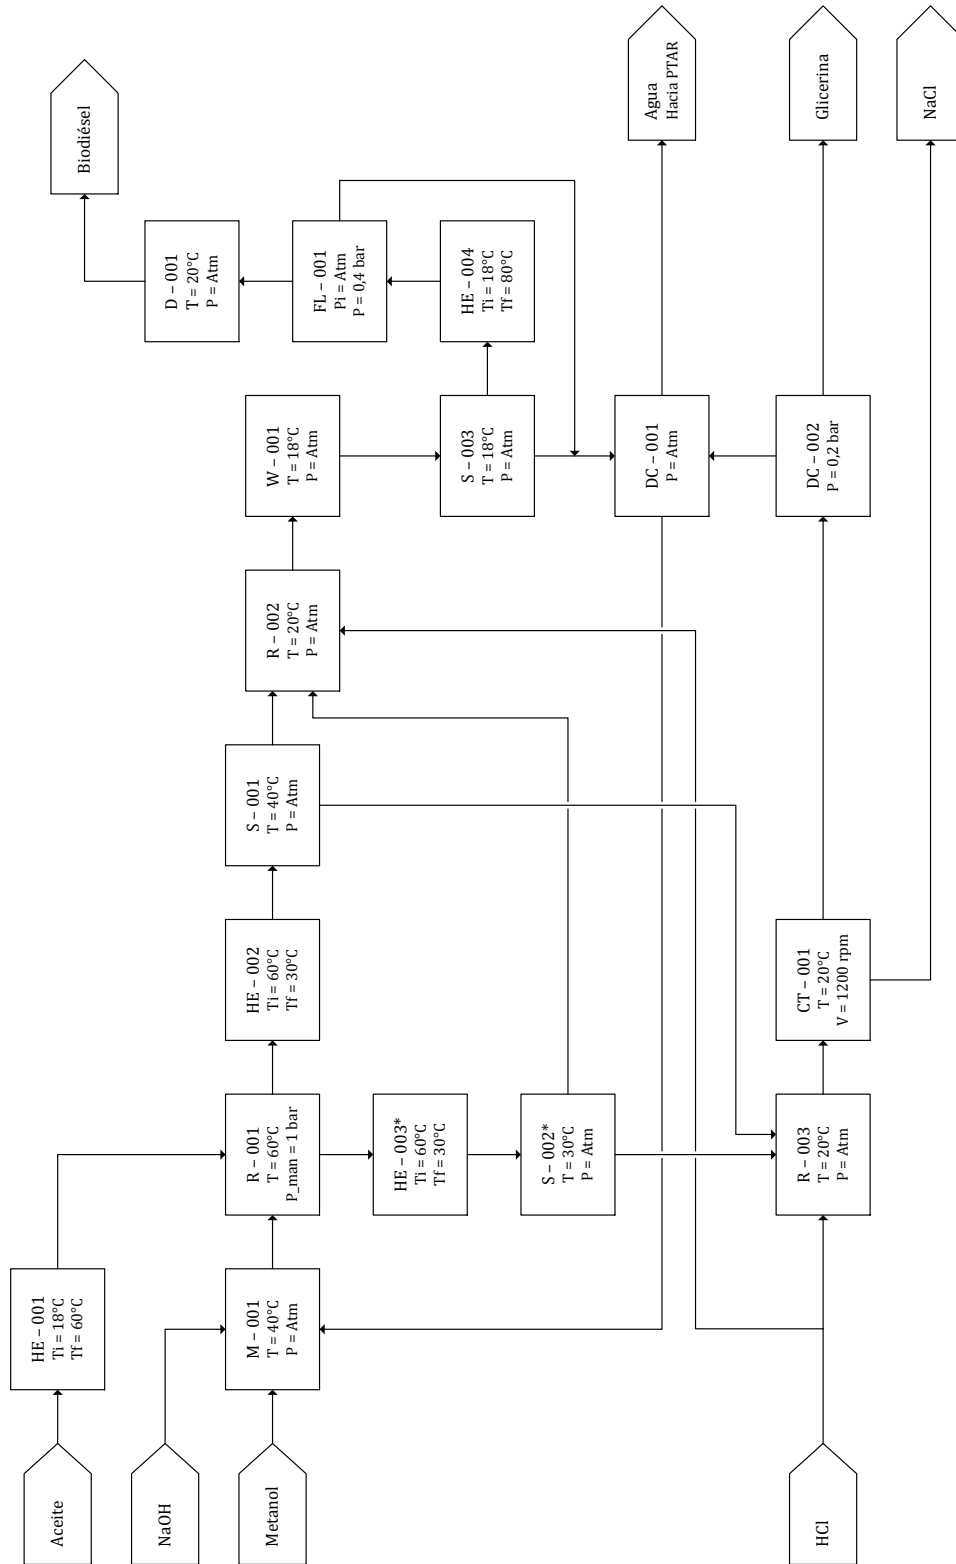 Aceite
NaOH
Metanol
HCl
HE – 001
Ti = 18°C
Tf = 60°C
M – 001
T = 40°C
P = Atm
R – 001
T = 60°C
P_man = 1 bar
HE – 003*
Ti = 60°C
Tf = 30°C
S – 002*
T = 30°C
P = Atm
R – 003
T = 20°C
P = Atm
HE – 002
Ti = 60°C
Tf = 30°C
CT – 001
T = 20°C
V = 1200 rpm
S – 001
T = 40°C
P = Atm
R – 002
T = 20°C
P = Atm
W – 001
T = 18°C
P = Atm
S – 003
T = 18°C
P = Atm
DC – 001
P = Atm
DC – 002
P = 0,2 bar
D – 001
T = 20°C
P = Atm
FL – 001
Pi = Atm
P = 0,4 bar
HE – 004
Ti = 18°C
Tf = 80°C
Biodiésel
Agua
Hacia PTAR
Glicerina
NaCl